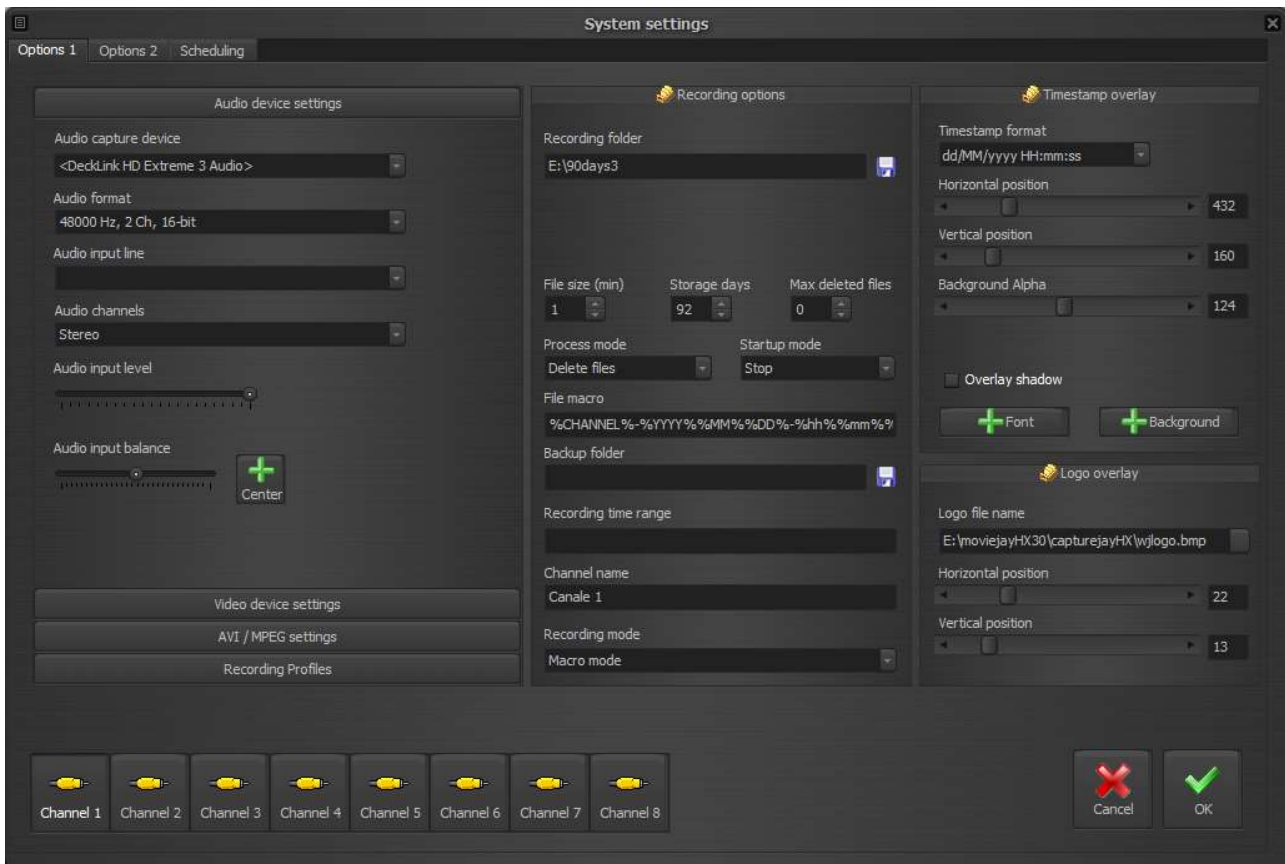 System settings
Options 1
Options 2
Scheduling
Audio device settings
Audio capture device
<DeckLink HD Extreme 3 Audio>
Audio format
48000 Hz, 2 Ch, 16-bit
Audio input line
Audio channels
Stereo
Audio input level
Audio input balance
Center
Video device settings
AVI / MPEG settings
Recording Profiles
Recording options
Recording folder
E:\90days3
File size (min)
Storage days
Max deleted files
1
92
0
Process mode
Startup mode
Delete files
Stop
File macro
%CHANNEL%-%YYYY%%MM%%DD%-%hh%%mm%%
Backup folder
Recording time range
Channel name
Canale 1
Recording mode
Macro mode
Timestamp overlay
Timestamp format
dd/MM/yyyy HH:mm:ss
Horizontal position
432
Vertical position
160
Background Alpha
124
Overlay shadow
Font
Background
Logo overlay
Logo file name
E:\moviejayHX30\capturejayHX\wjlogo.bmp
Horizontal position
22
Vertical position
13
Channel 1
Channel 2
Channel 3
Channel 4
Channel 5
Channel 6
Channel 7
Channel 8
Cancel
OK